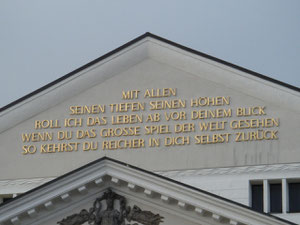 MIT ALLEN
SEINEN TIEFEN SEINEN HÖHEN
ROLL ICH DAS LEBEN AB VOR DEINEM BLICK
WENN DU DAS GROSSE SPIEL DER WELT GESEHEN
SO KEHRST DU REICHER IN DICH SELBST ZURÜCK